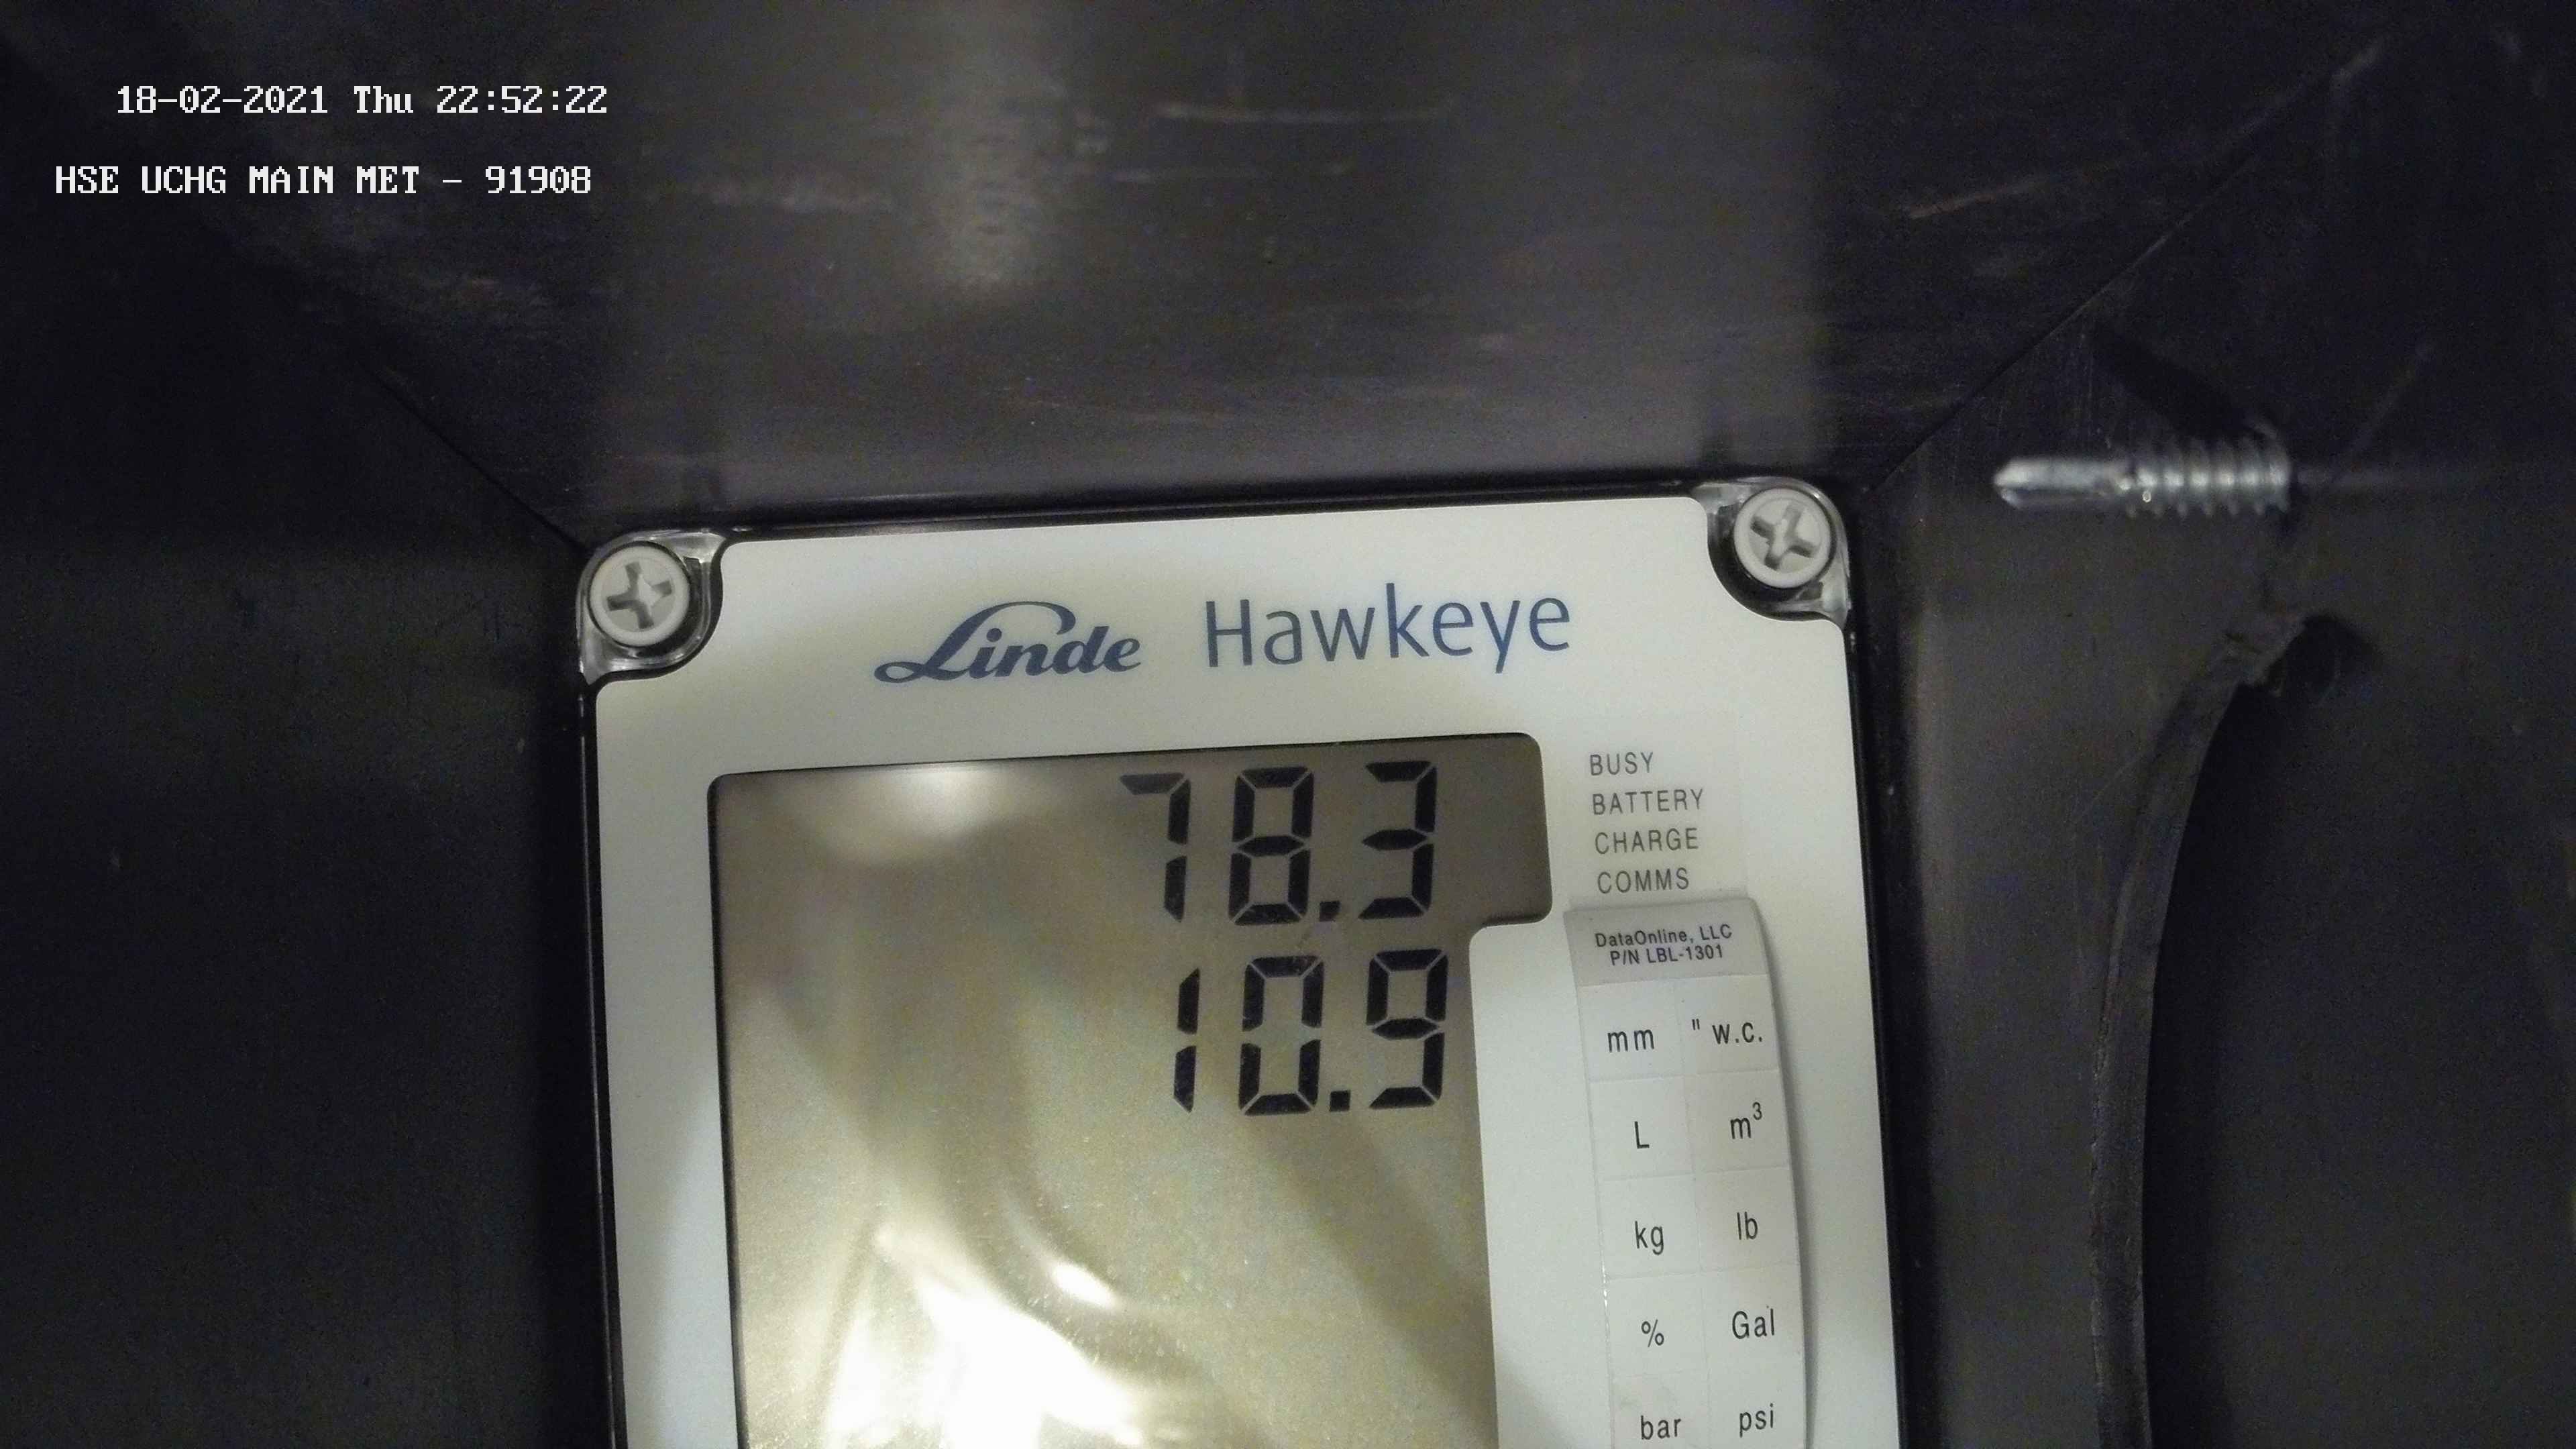 18-02-2021 Thu 22:52:22
HSE UCHG MAIN MET - 91908
Linde Hawkeye
78.3
10.9
BUSY
BATTERY
CHARGE
COMMS
DataOnline, LLC
P/N LBL-1301
mm " w.c.
L m³
kg lb
% Gal
bar psi